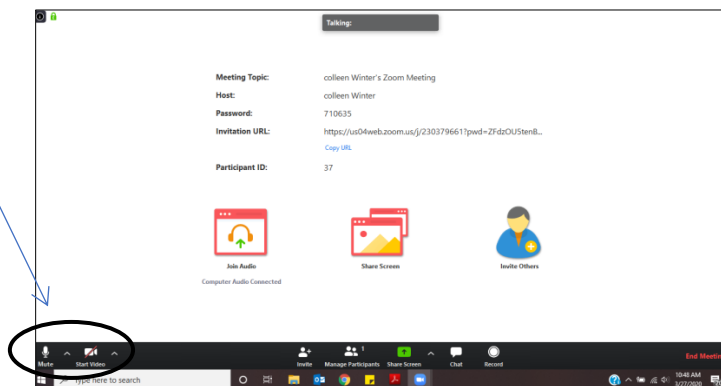 Talking:
Meeting Topic: colleen Winter's Zoom Meeting
Host: colleen Winter
Password: 710635
Invitation URL: https://us04web.zoom.us/j/230379661?pwd=ZFdzOU5tenB...
Copy URL
Participant ID: 37
Join Audio Share Screen Invite Others
Computer Audio Connected
1
Mute Start Video Invite Manage Participants Share Screen Chat Record End Meetin
Type here to search 10:48 AM
3/27/2020